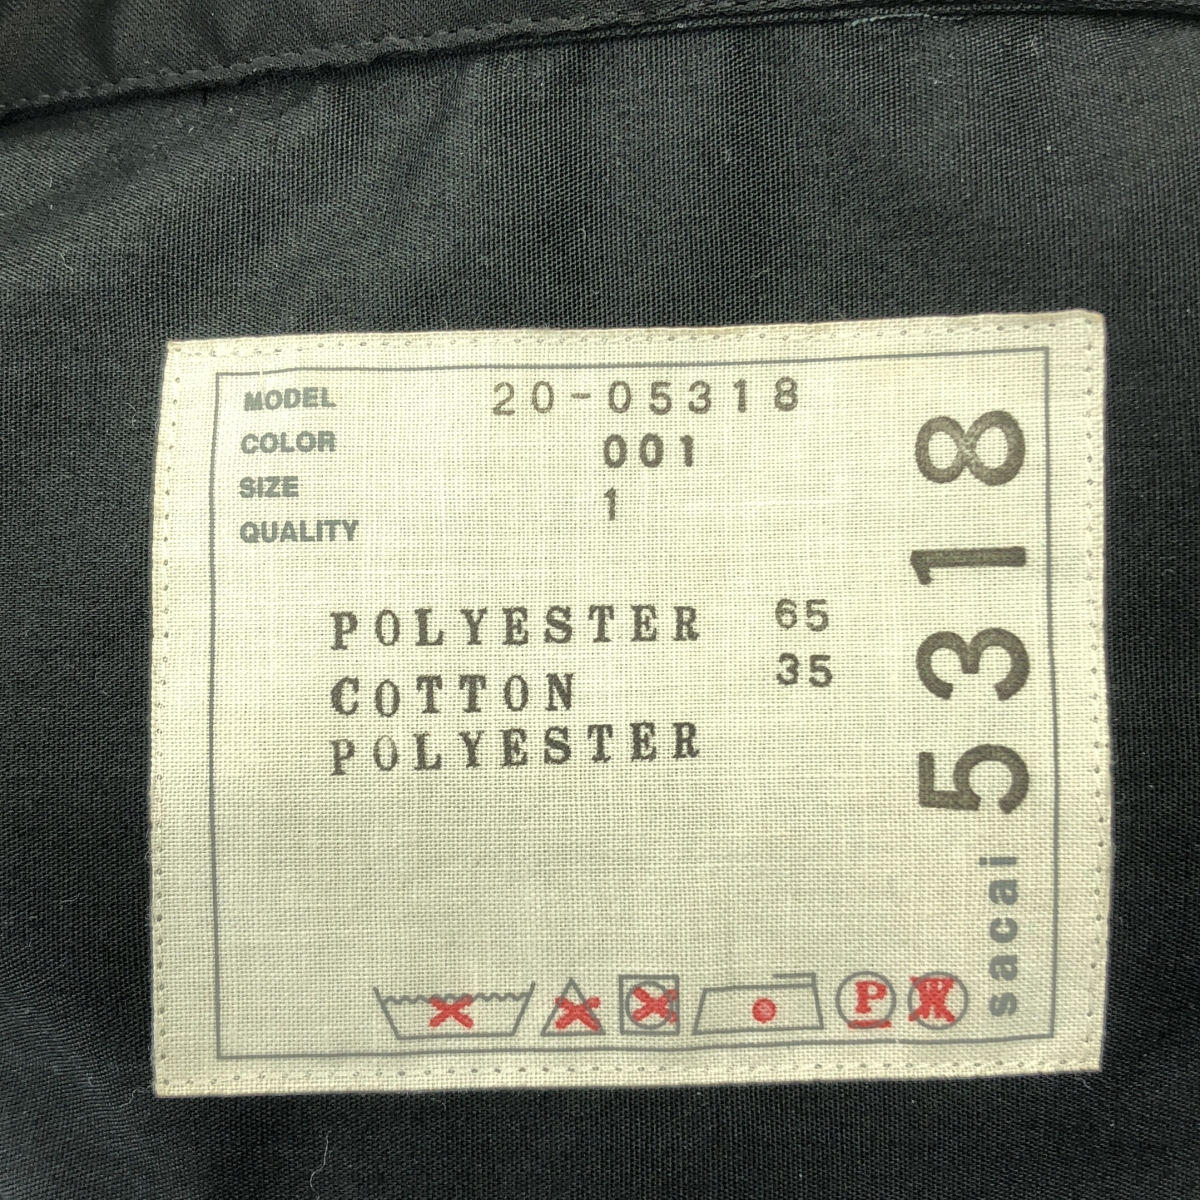 MODEL 20-05318
COLOR 001
SIZE 1
QUALITY
POLYESTER 65
COTTON 35
POLYESTER
sacai 5318
P W